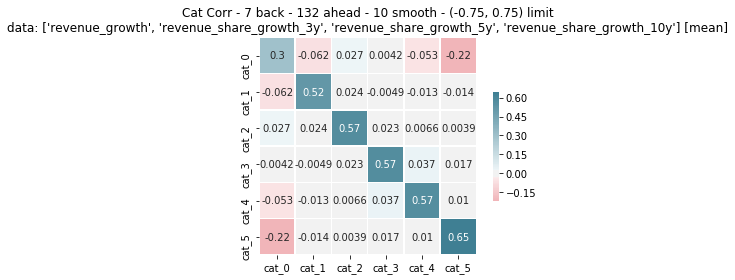 Cat Corr - 7 back - 132 ahead - 10 smooth - (-0.75, 0.75) limit
data: ['revenue_growth', 'revenue_share_growth_3y', 'revenue_share_growth_5y', 'revenue_share_growth_10y'] [mean]
cat_0 0.3 -0.062 0.027 0.0042 -0.053 -0.22
cat_1 -0.062 0.52 0.024 -0.0049 -0.013 -0.014
cat_2 0.027 0.024 0.57 0.023 0.0066 0.0039
cat_3 0.0042 -0.0049 0.023 0.57 0.037 0.017
cat_4 -0.053 -0.013 0.0066 0.037 0.57 0.01
cat_5 -0.22 -0.014 0.0039 0.017 0.01 0.65
cat_0 cat_1 cat_2 cat_3 cat_4 cat_5
0.60
0.45
0.30
0.15
0.00
−0.15